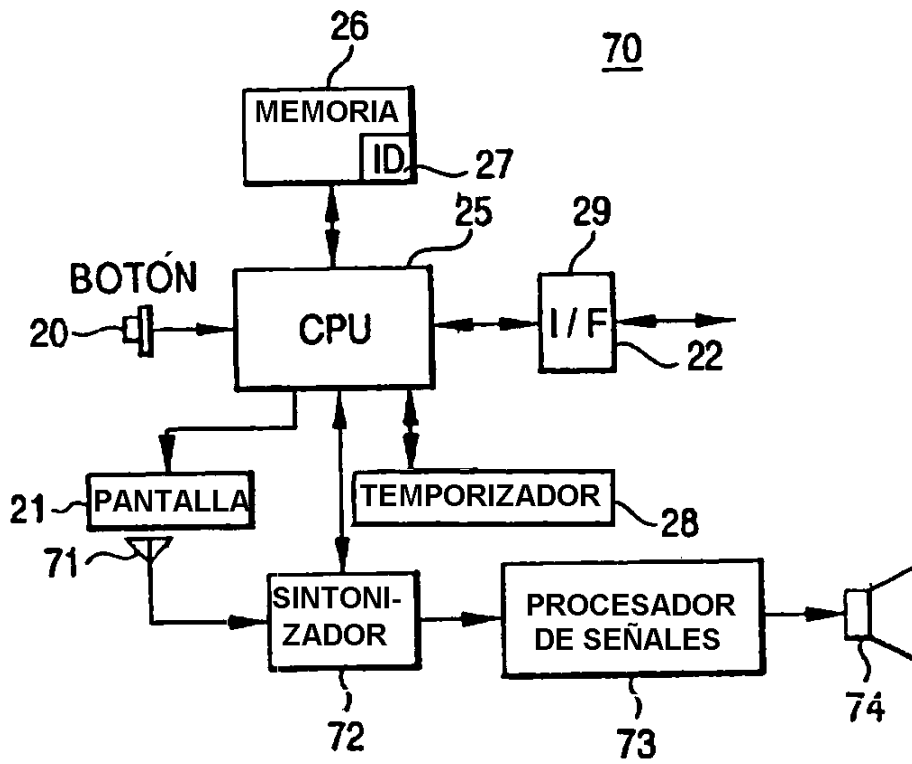 26
70
MEMORIA
ID
27
25
29
BOTÓN
20
CPU
I / F
22
21
PANTALLA
TEMPORIZADOR
28
71
SINTONI-
ZADOR
PROCESADOR
DE SEÑALES
72
73
74